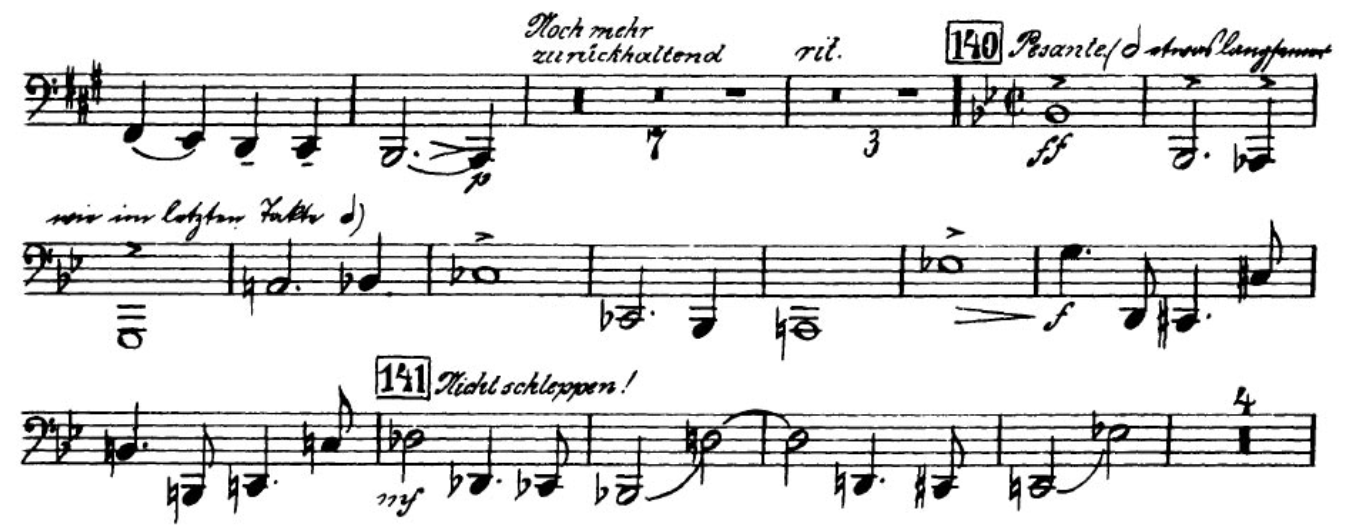 Noch mehr
zurückhaltend rit. 140 Pesante (𝅗𝅥 etwas langsamer
7 3 ff
p
wie im letzten Takte 𝅗𝅥)
f
141 Nicht schleppen!
4
mf